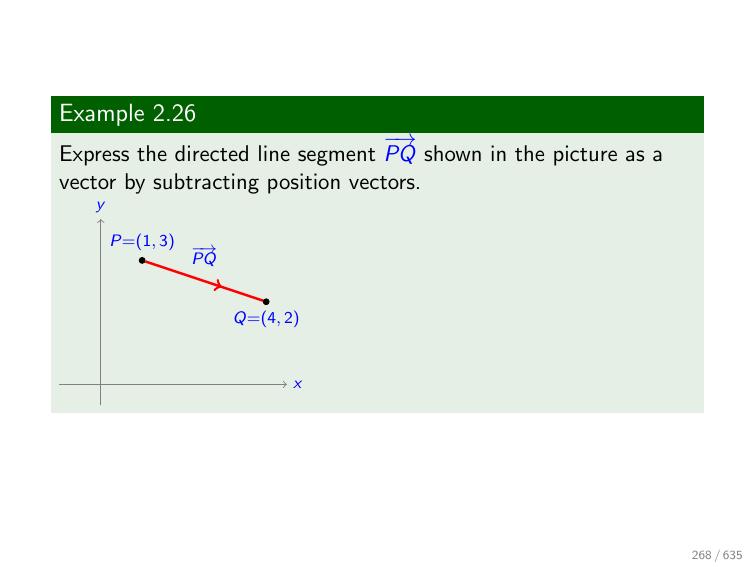 Example 2.26
Express the directed line segment $\overrightarrow{PQ}$ shown in the picture as a
vector by subtracting position vectors.
y
P=(1, 3)
$\overrightarrow{PQ}$
Q=(4, 2)
x
268 / 635